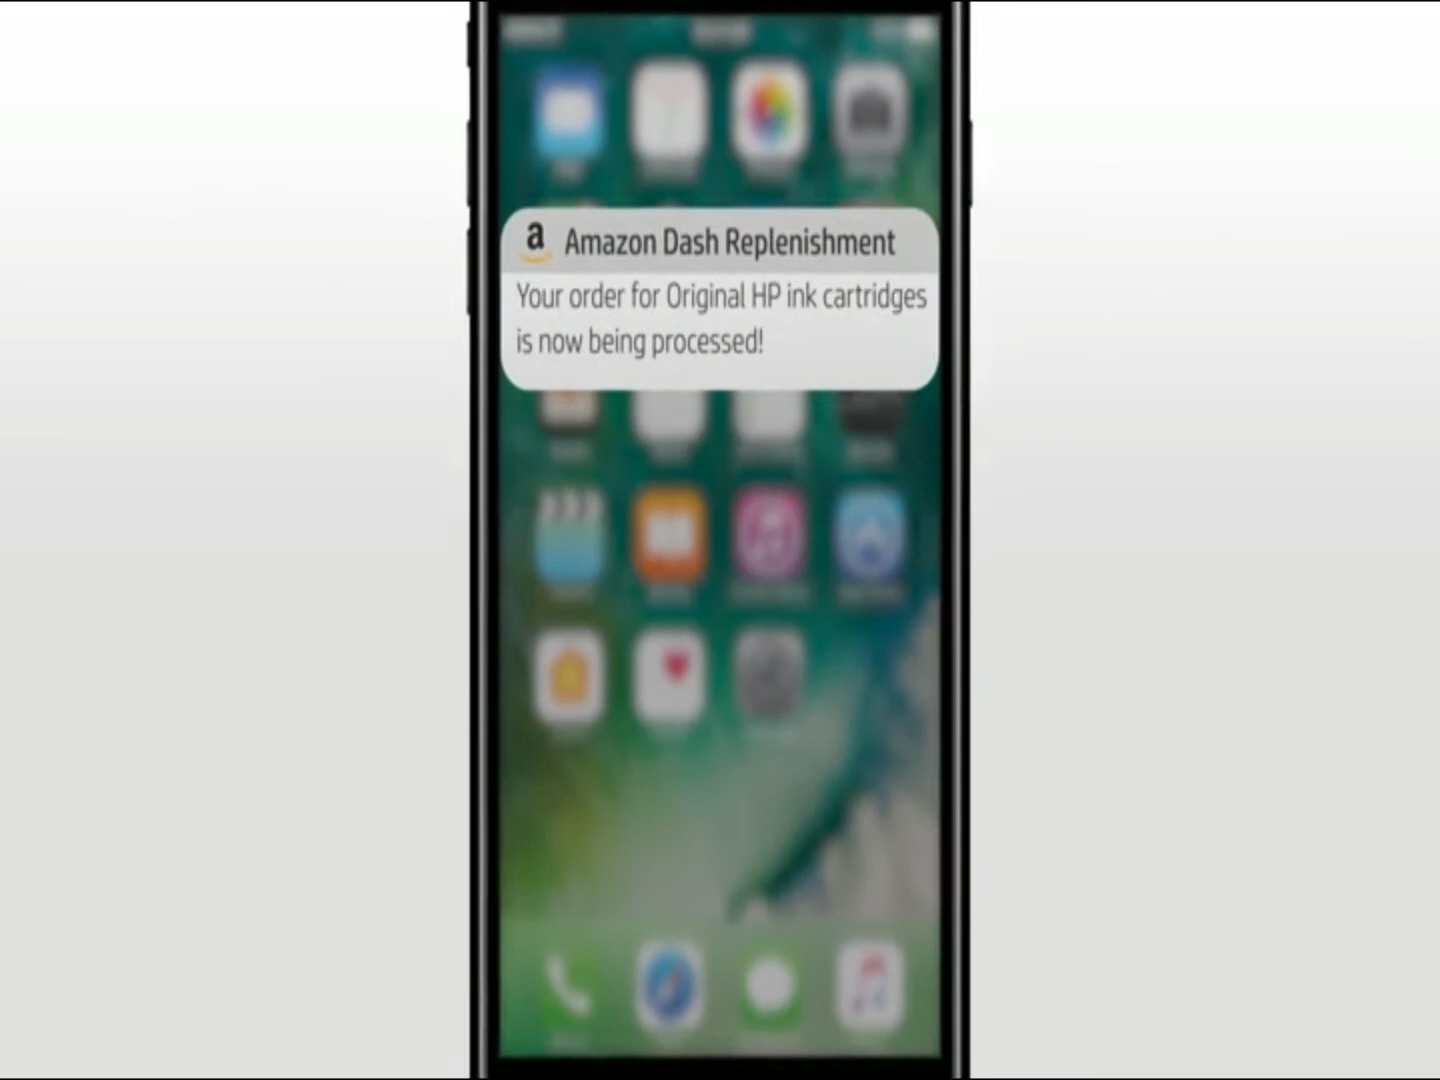 a Amazon Dash Replenishment
Your order for Original HP ink cartridges
is now being processed!